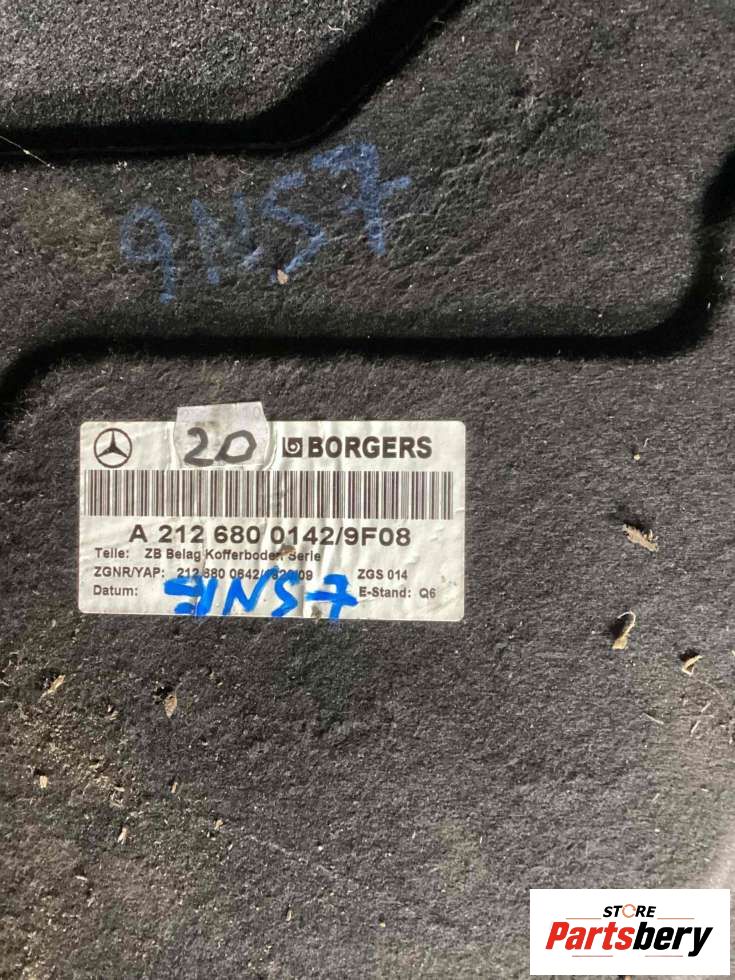 9NS7
20
BORGERS
A 212 680 0142/9F08
Teile: ZB Belag Kofferboden Serie
ZGNR/YAP: 212 680 0642/ /09 ZGS 014
Datum: E-Stand: Q6
9NS7
STORE
Partsbery